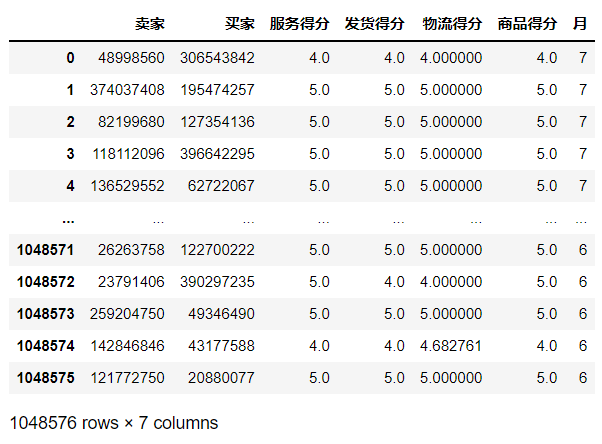 卖家 买家 服务得分 发货得分 物流得分 商品得分 月
0 48998560 306543842 4.0 4.0 4.000000 4.0 7
1 374037408 195474257 5.0 5.0 5.000000 5.0 7
2 82199680 127354136 5.0 5.0 5.000000 5.0 7
3 118112096 396642295 5.0 5.0 5.000000 5.0 7
4 136529552 62722067 5.0 5.0 5.000000 5.0 7
... ... ... ... ... ... ... ...
1048571 26263758 122700222 5.0 5.0 5.000000 5.0 6
1048572 23791406 390297235 5.0 4.0 4.000000 5.0 6
1048573 259204750 49346490 5.0 5.0 5.000000 5.0 6
1048574 142846846 43177588 4.0 4.0 4.682761 4.0 6
1048575 121772750 20880077 5.0 5.0 5.000000 5.0 6
1048576 rows × 7 columns